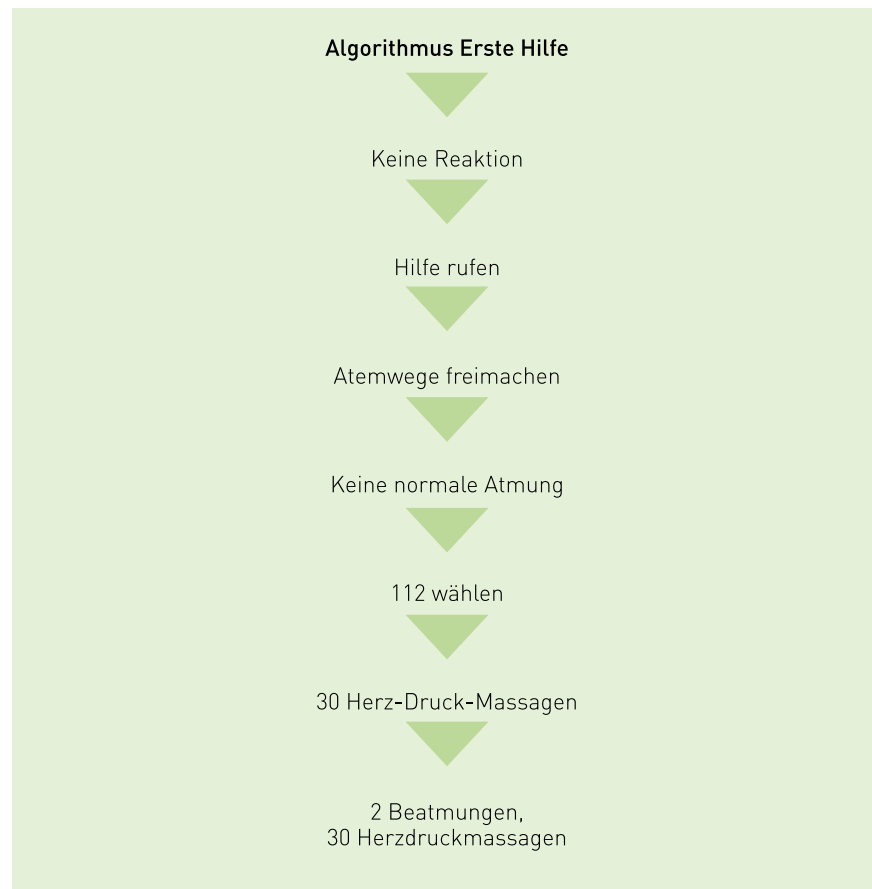 Algorithmus Erste Hilfe
Keine Reaktion
Hilfe rufen
Atemwege freimachen
Keine normale Atmung
112 wählen
30 Herz-Druck-Massagen
2 Beatmungen,
30 Herzdruckmassagen